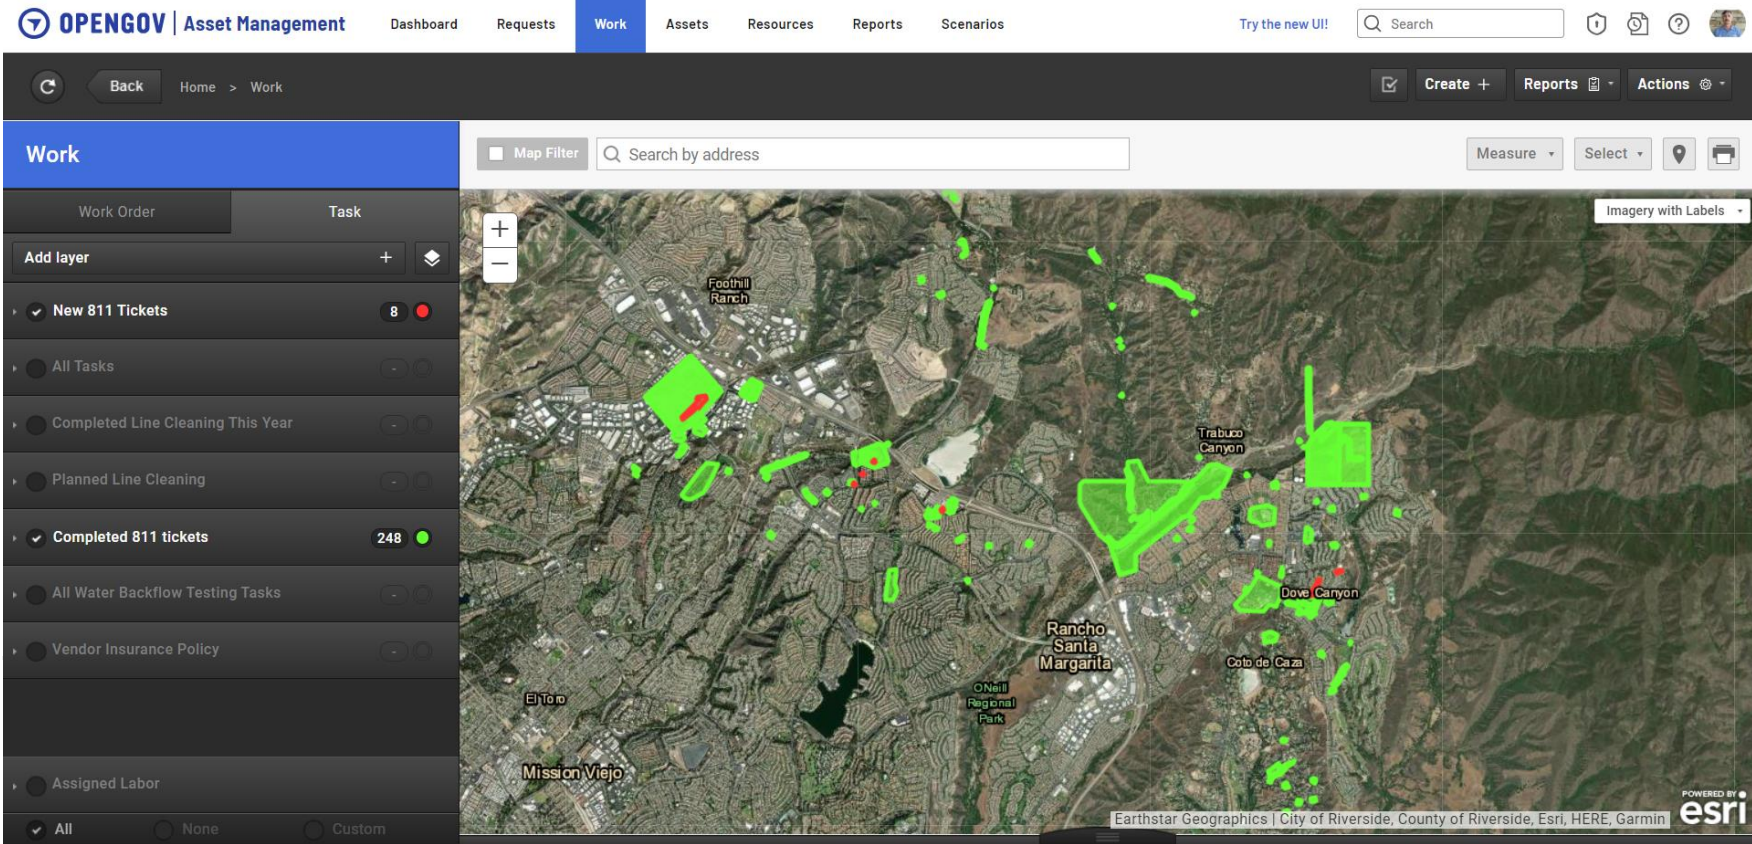 OPENGOV | Asset Management
Dashboard
Requests
Work
Assets
Resources
Reports
Scenarios
Try the new UI!
Search
Back
Home > Work
Create +
Reports
Actions
Work
Map Filter
Search by address
Measure
Select
Work Order
Task
Imagery with Labels
Add layer +
New 811 Tickets 8
All Tasks -
Completed Line Cleaning This Year -
Planned Line Cleaning -
Completed 811 tickets 248
All Water Backflow Testing Tasks -
Vendor Insurance Policy -
Assigned Labor
All
None
Custom
+
−
Foothill
Ranch
Trabuco
Canyon
Dove Canyon
Rancho
Santa
Margarita
Coto de Caza
El Toro
ONeill
Regional
Park
Mission Viejo
POWERED BY
esri
Earthstar Geographics | City of Riverside, County of Riverside, Esri, HERE, Garmin